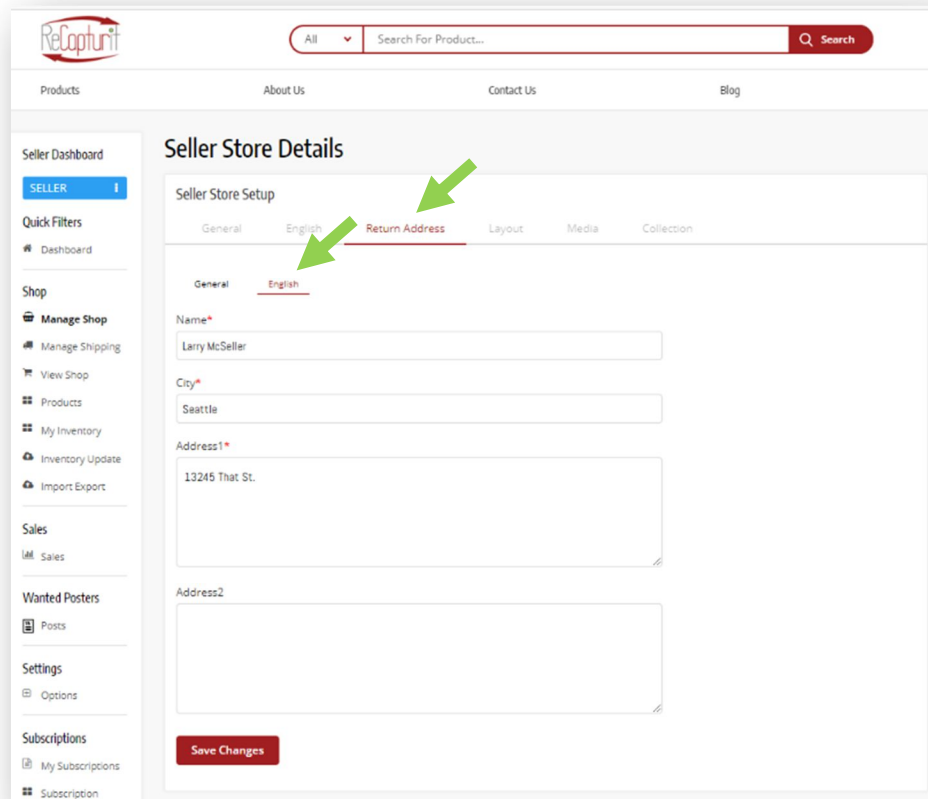 ReCapturit
All Search For Product... Search
Products About Us Contact Us Blog
Seller Dashboard
SELLER
Quick Filters
Dashboard
Shop
Manage Shop
Manage Shipping
View Shop
Products
My Inventory
Inventory Update
Import Export
Sales
Sales
Wanted Posters
Posts
Settings
Options
Subscriptions
My Subscriptions
Subscription
Seller Store Details
Seller Store Setup
General English Return Address Layout Media Collection
General English
Name*
Larry McSeller
City*
Seattle
Address1*
13245 That St.
Address2
Save Changes